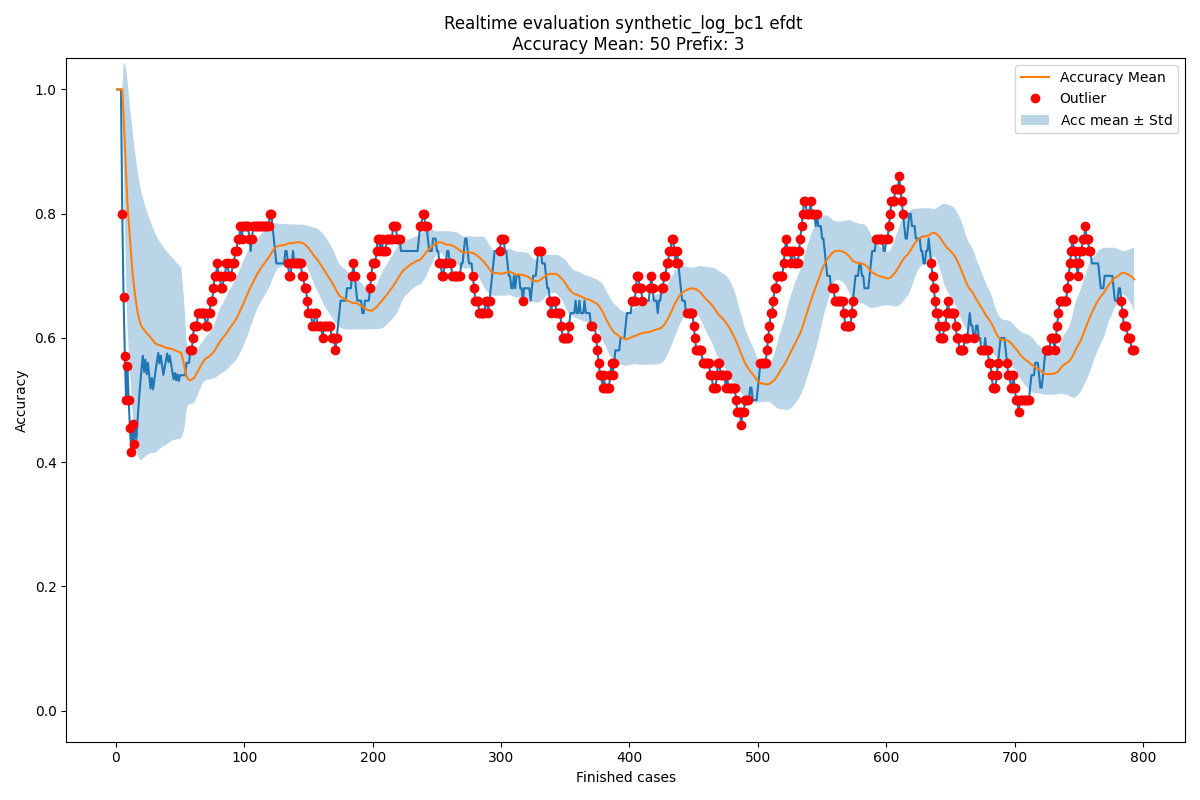 Realtime evaluation synthetic_log_bc1 efdt
Accuracy Mean: 50 Prefix: 3
Accuracy Mean
Outlier
Acc mean ± Std
Accuracy
1.0
0.8
0.6
0.4
0.2
0.0
0 100 200 300 400 500 600 700 800
Finished cases